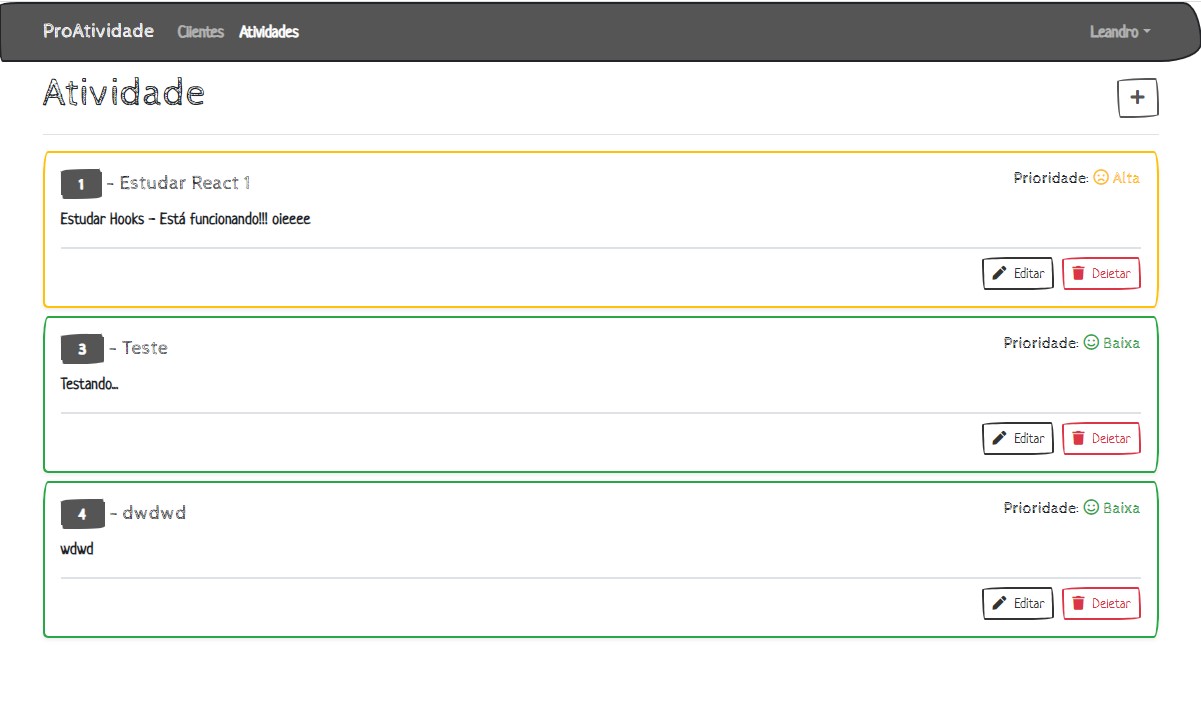 ProAtividade Clientes Atividades Leandro
Atividade
+
1 - Estudar React 1 Prioridade: Alta
Estudar Hooks - Está funcionando!!! oieeee
Editar Deletar
3 - Teste Prioridade: Baixa
Testando...
Editar Deletar
4 - dwdwd Prioridade: Baixa
wdwd
Editar Deletar